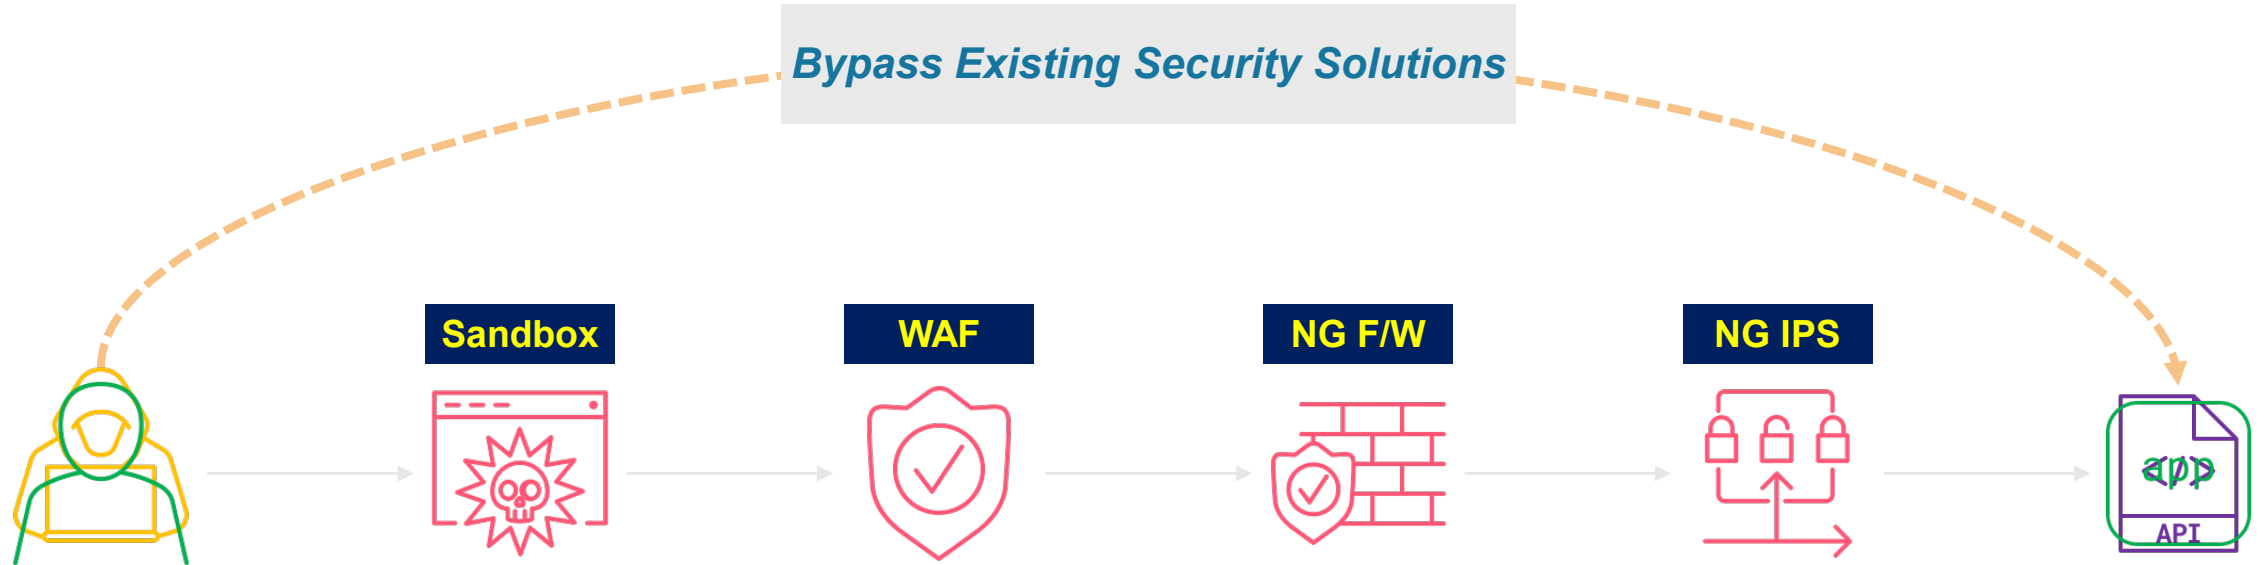 Bypass Existing Security Solutions
Sandbox
WAF
NG F/W
NG IPS
app
</>
API